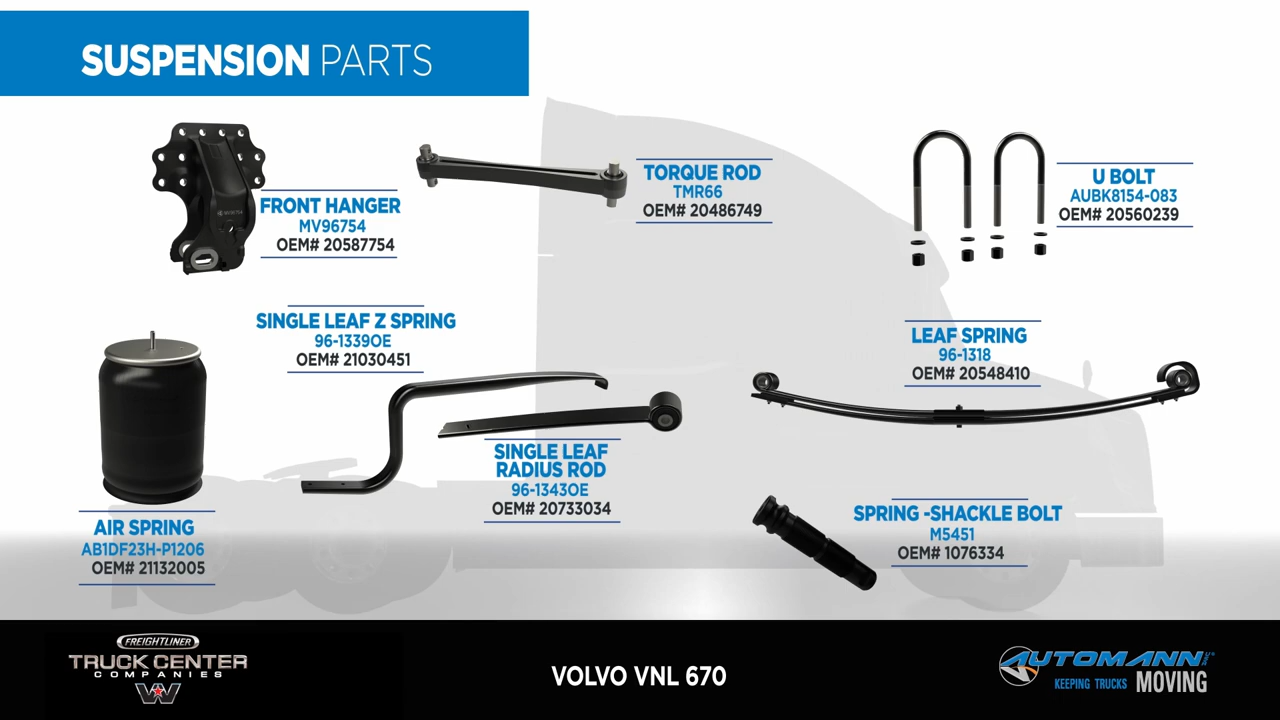 SUSPENSION PARTS
FRONT HANGER
MV96754
OEM# 20587754
TORQUE ROD
TMR66
OEM# 20486749
U BOLT
AUBK8154-083
OEM# 20560239
SINGLE LEAF Z SPRING
96-1339OE
OEM# 21030451
LEAF SPRING
96-1318
OEM# 20548410
SINGLE LEAF
RADIUS ROD
96-1343OE
OEM# 20733034
AIR SPRING
AB1DF23H-P1206
OEM# 21132005
SPRING -SHACKLE BOLT
M5451
OEM# 1076334
FREIGHTLINER
TRUCK CENTER
COMPANIES
VOLVO VNL 670
AUTOMANN
KEEPING TRUCKS MOVING